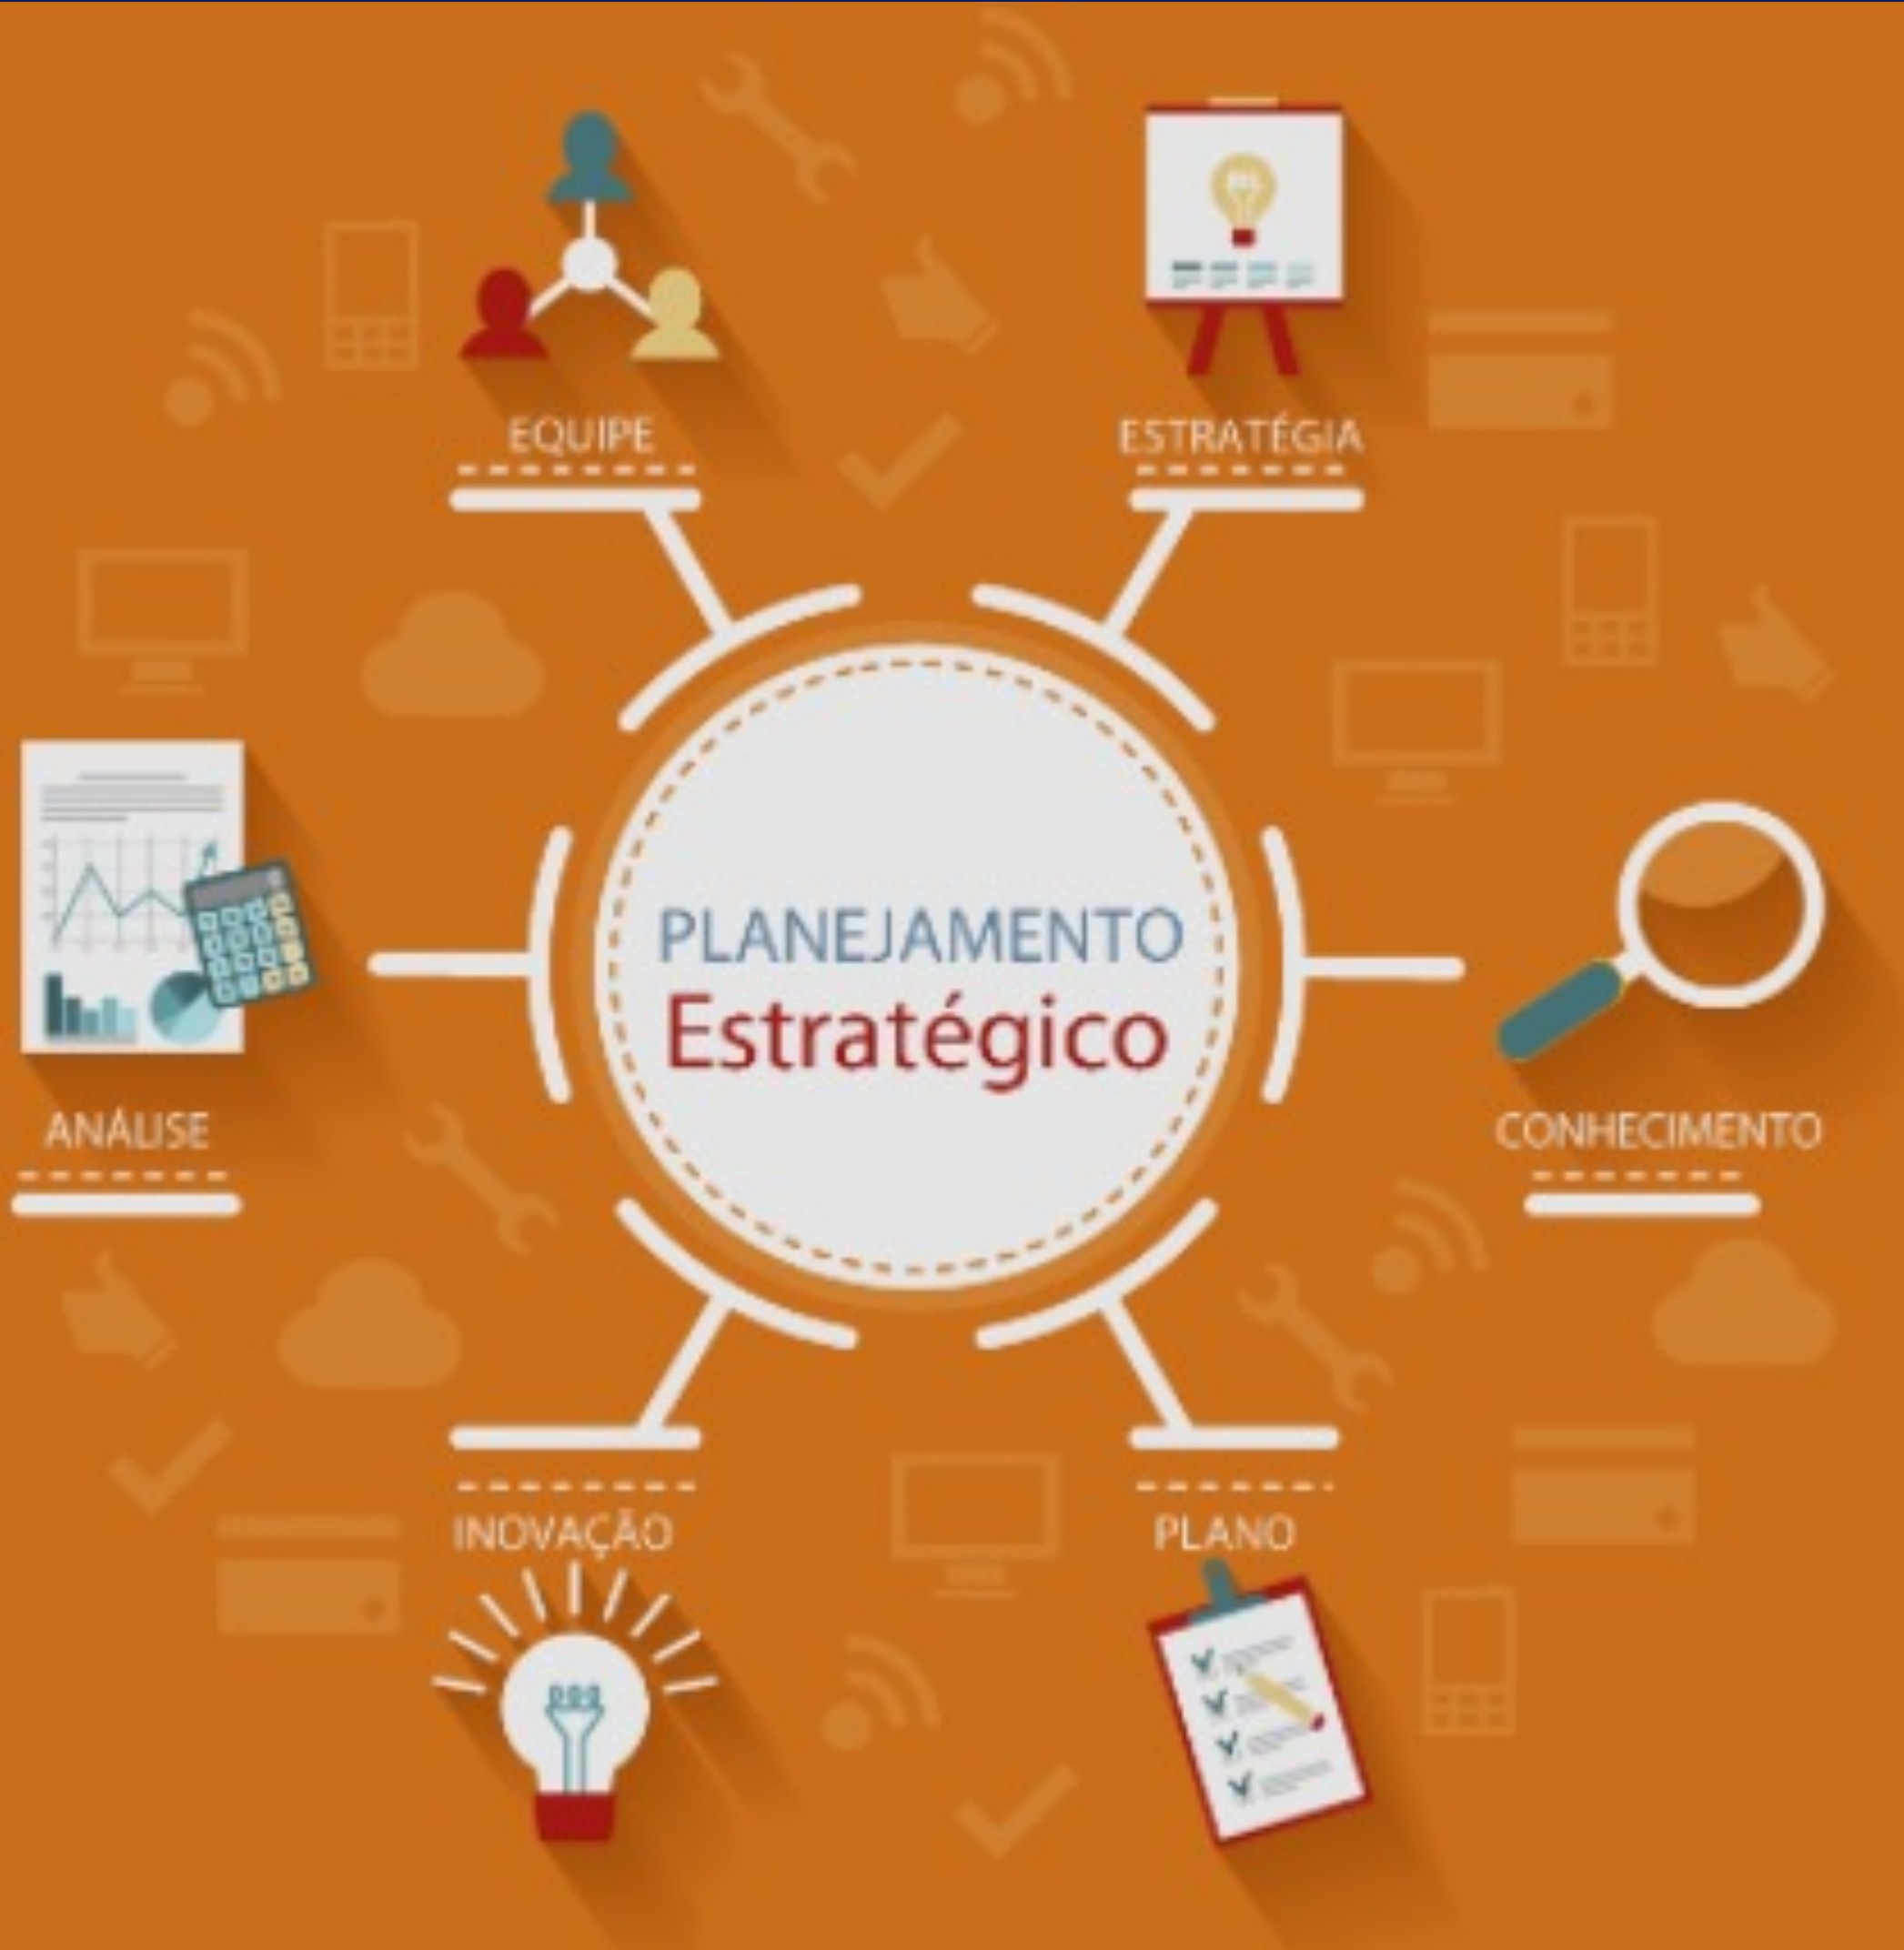 EQUIPE
ESTRATÉGIA
PLANEJAMENTO
Estratégico
ANÁLISE
CONHECIMENTO
INOVAÇÃO
PLANO